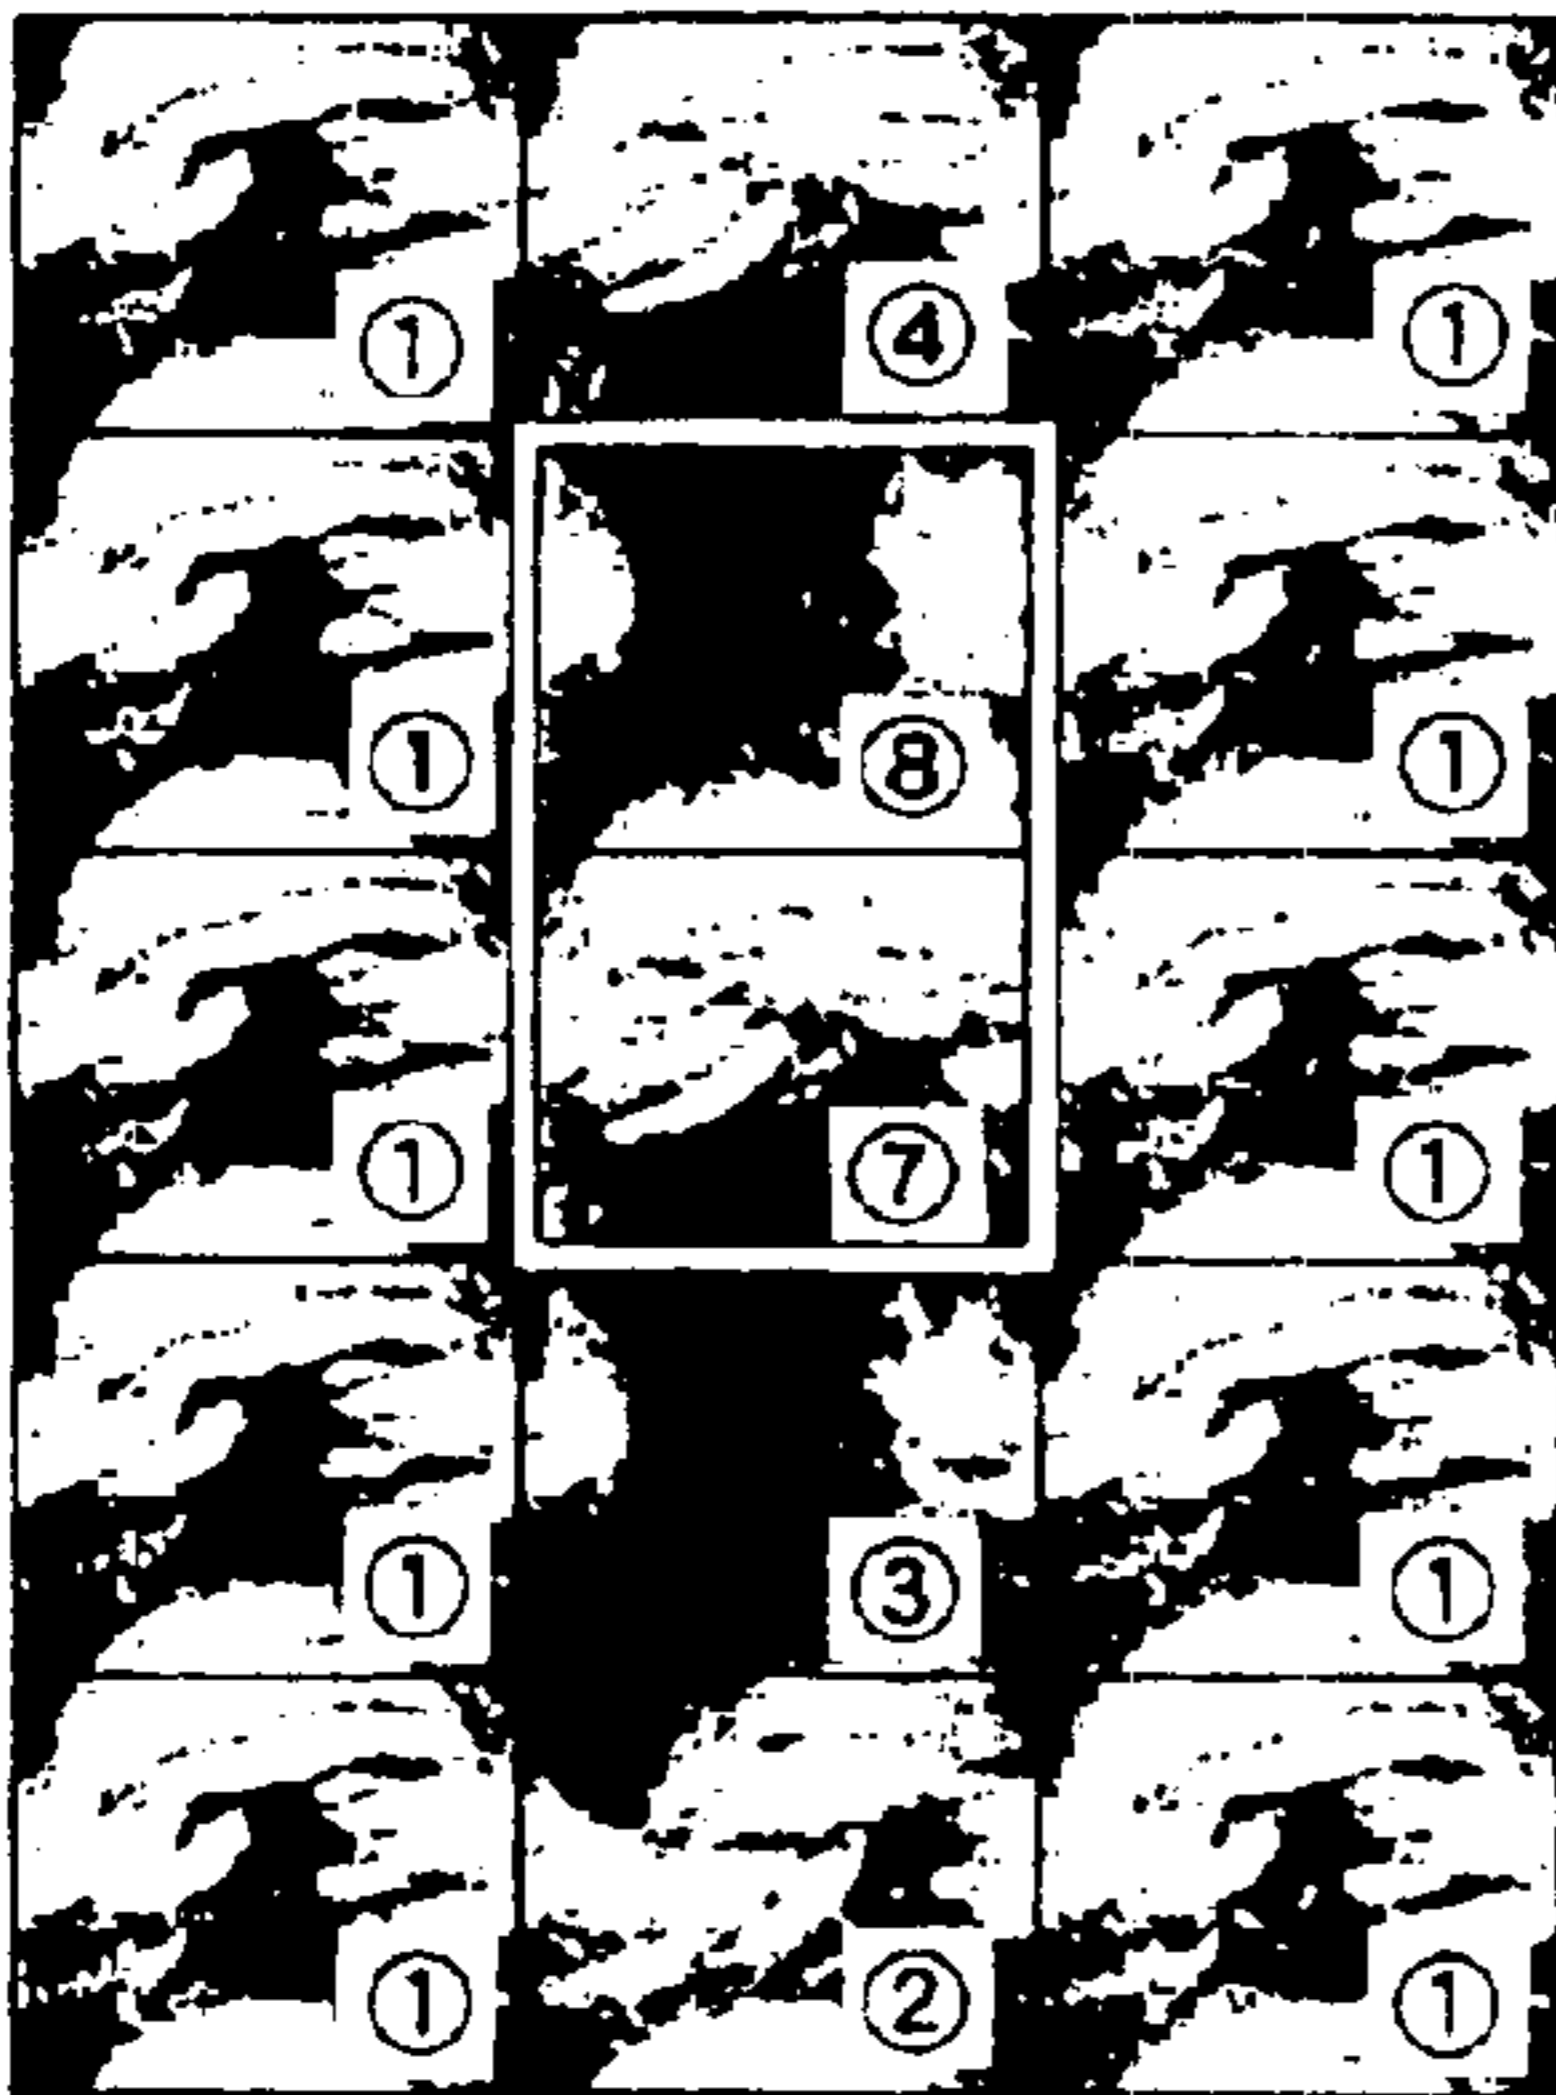 ① ④ ①
① ⑧ ①
① ⑦ ①
① ③ ①
① ② ①